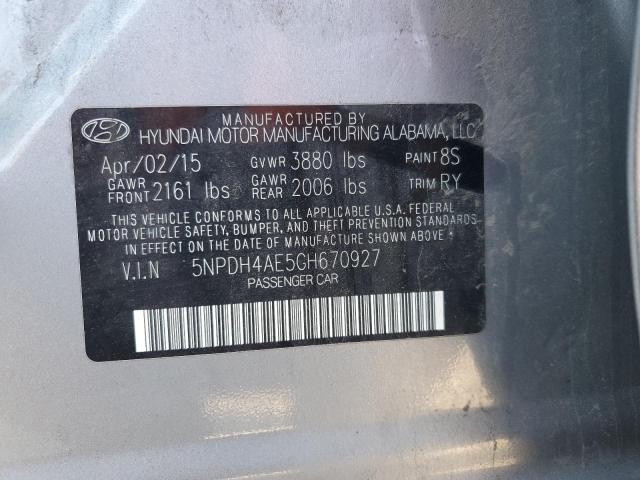 MANUFACTURED BY
HYUNDAI MOTOR MANUFACTURING ALABAMA, LLC
Apr/02/15 GVWR 3880 lbs PAINT 8S
GAWR FRONT 2161 lbs GAWR REAR 2006 lbs TRIM RY
THIS VEHICLE CONFORMS TO ALL APPLICABLE U.S.A. FEDERAL
MOTOR VEHICLE SAFETY, BUMPER, AND THEFT PREVENTION STANDARDS
IN EFFECT ON THE DATE OF MANUFACTURE SHOWN ABOVE.
V.I.N 5NPDH4AE5GH670927
PASSENGER CAR